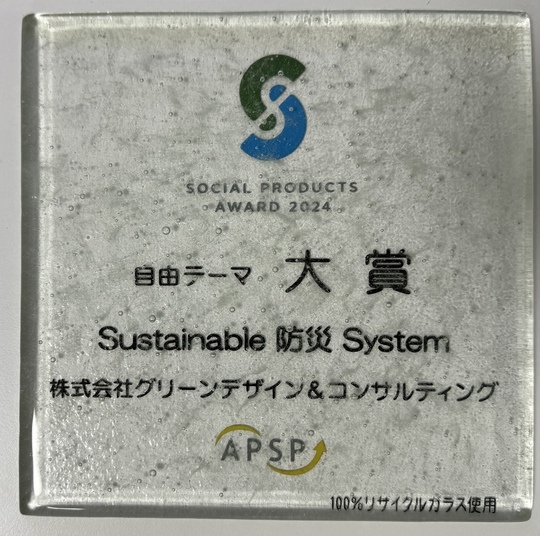 SOCIAL PRODUCTS
AWARD 2024
自由テーマ 大賞
Sustainable 防災 System
株式会社グリーンデザイン＆コンサルティング
APSP
100%リサイクルガラス使用